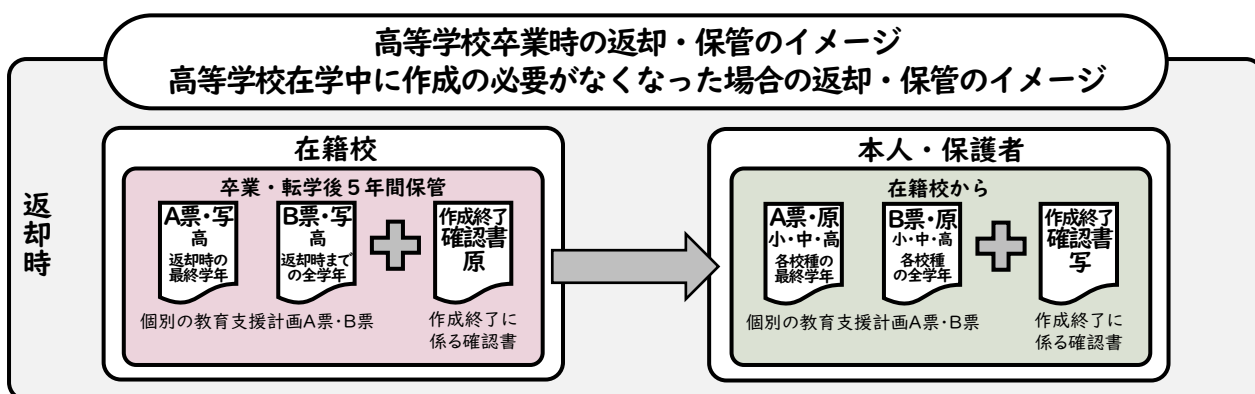 高等学校卒業時の返却・保管のイメージ
高等学校在学中に作成の必要がなくなった場合の返却・保管のイメージ
返却時
在籍校
卒業・転学後５年間保管
A票・写
高
返却時の
最終学年
B票・写
高
返却時まで
の全学年
作成終了
確認書
原
個別の教育支援計画A票・B票
作成終了に
係る確認書
本人・保護者
在籍校から
A票・原
小・中・高
各校種の
最終学年
B票・原
小・中・高
各校種
の全学年
作成終了
確認書
写
個別の教育支援計画A票・B票
作成終了に
係る確認書